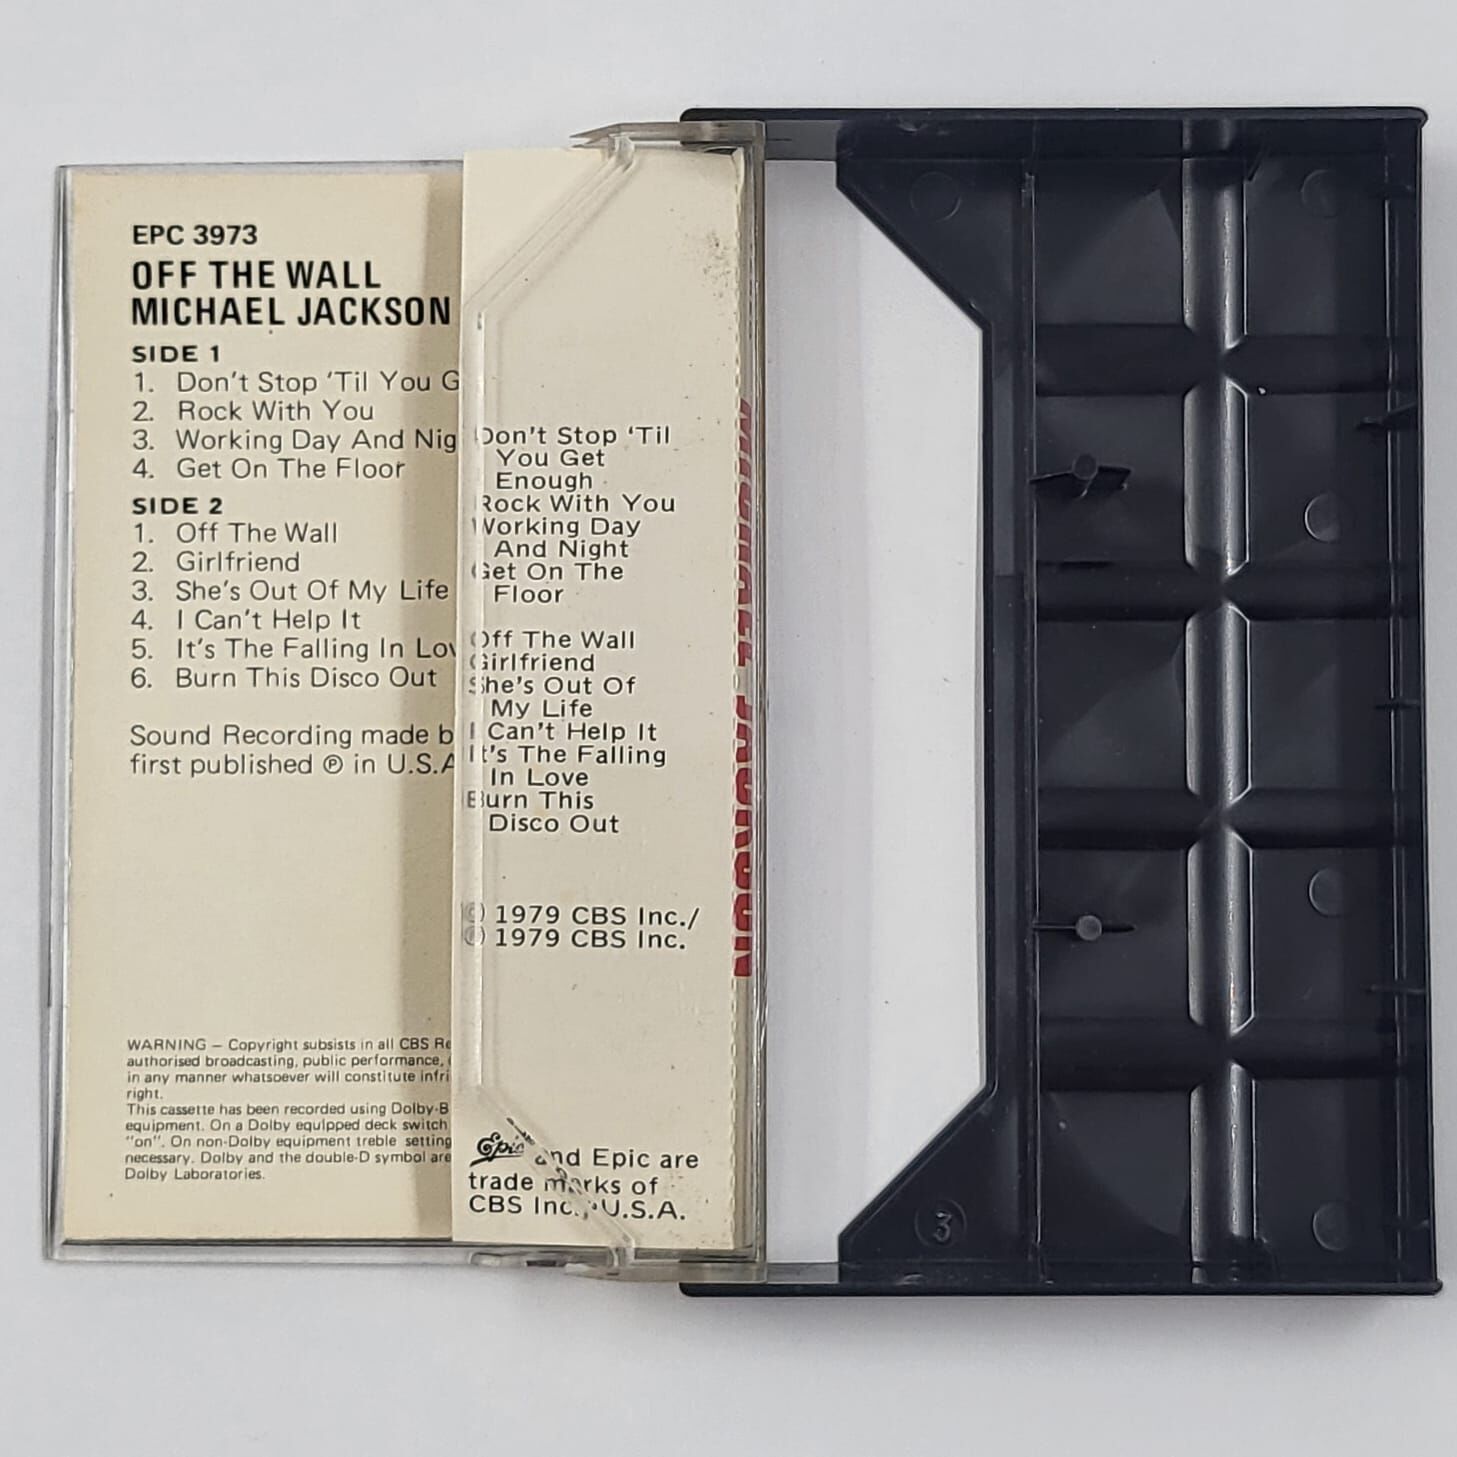 EPC 3973
OFF THE WALL
MICHAEL JACKSON
SIDE 1
1. Don't Stop 'Til You G
2. Rock With You
3. Working Day And Nig
4. Get On The Floor
SIDE 2
1. Off The Wall
2. Girlfriend
3. She's Out Of My Life
4. I Can't Help It
5. It's The Falling In Lov
6. Burn This Disco Out
Sound Recording made b
first published ℗ in U.S.A
WARNING – Copyright subsists in all CBS Re
authorised broadcasting, public performance,
in any manner whatsoever will constitute infri
right.
This cassette has been recorded using Dolby-B
equipment. On a Dolby equipped deck switch
"on". On non-Dolby equipment treble setting
necessary. Dolby and the double-D symbol are
Dolby Laboratories.
Don't Stop 'Til
You Get
Enough
Rock With You
Working Day
And Night
Get On The
Floor
Off The Wall
Girlfriend
She's Out Of
My Life
I Can't Help It
It's The Falling
In Love
Burn This
Disco Out
© 1979 CBS Inc./
℗ 1979 CBS Inc.
Epic and Epic are
trade marks of
CBS Inc., U.S.A.
MICHAEL JACKSON
3